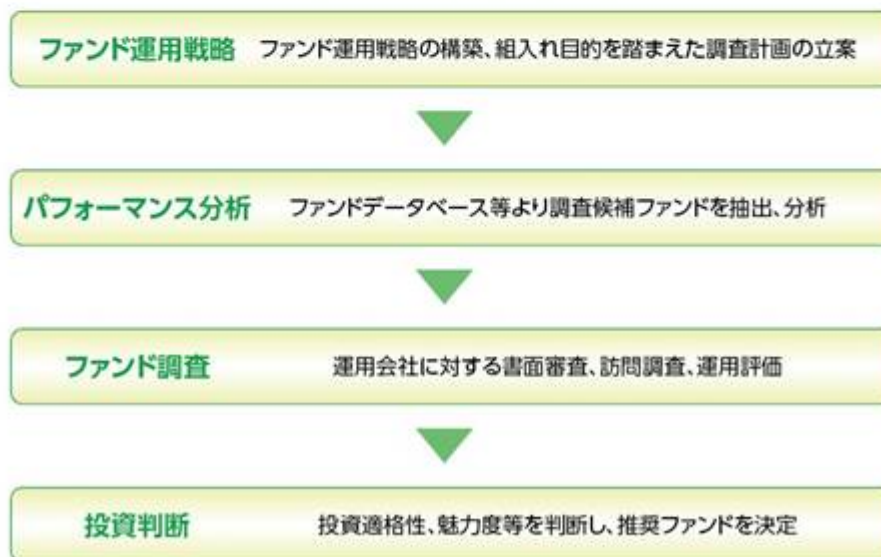 ファンド運用戦略 ファンド運用戦略の構築、組入れ目的を踏まえた調査計画の立案
パフォーマンス分析 ファンドデータベース等より調査候補ファンドを抽出、分析
ファンド調査 運用会社に対する書面審査、訪問調査、運用評価
投資判断 投資適格性、魅力度等を判断し、推奨ファンドを決定